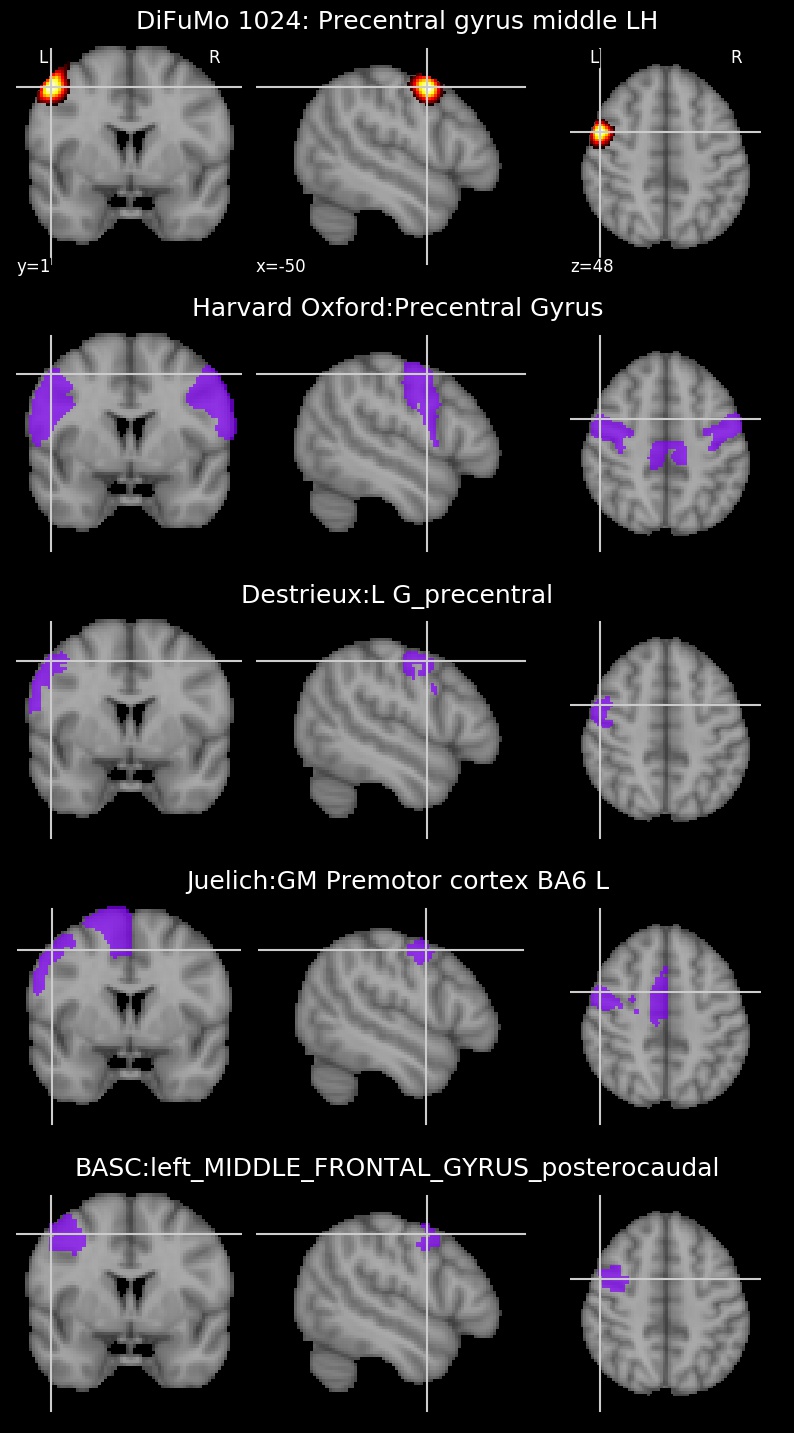 DiFuMo 1024: Precentral gyrus middle LH
L R L R
y=1 x=-50 z=48
Harvard Oxford:Precentral Gyrus
Destrieux:L G_precentral
Juelich:GM Premotor cortex BA6 L
BASC:left_MIDDLE_FRONTAL_GYRUS_posterocaudal